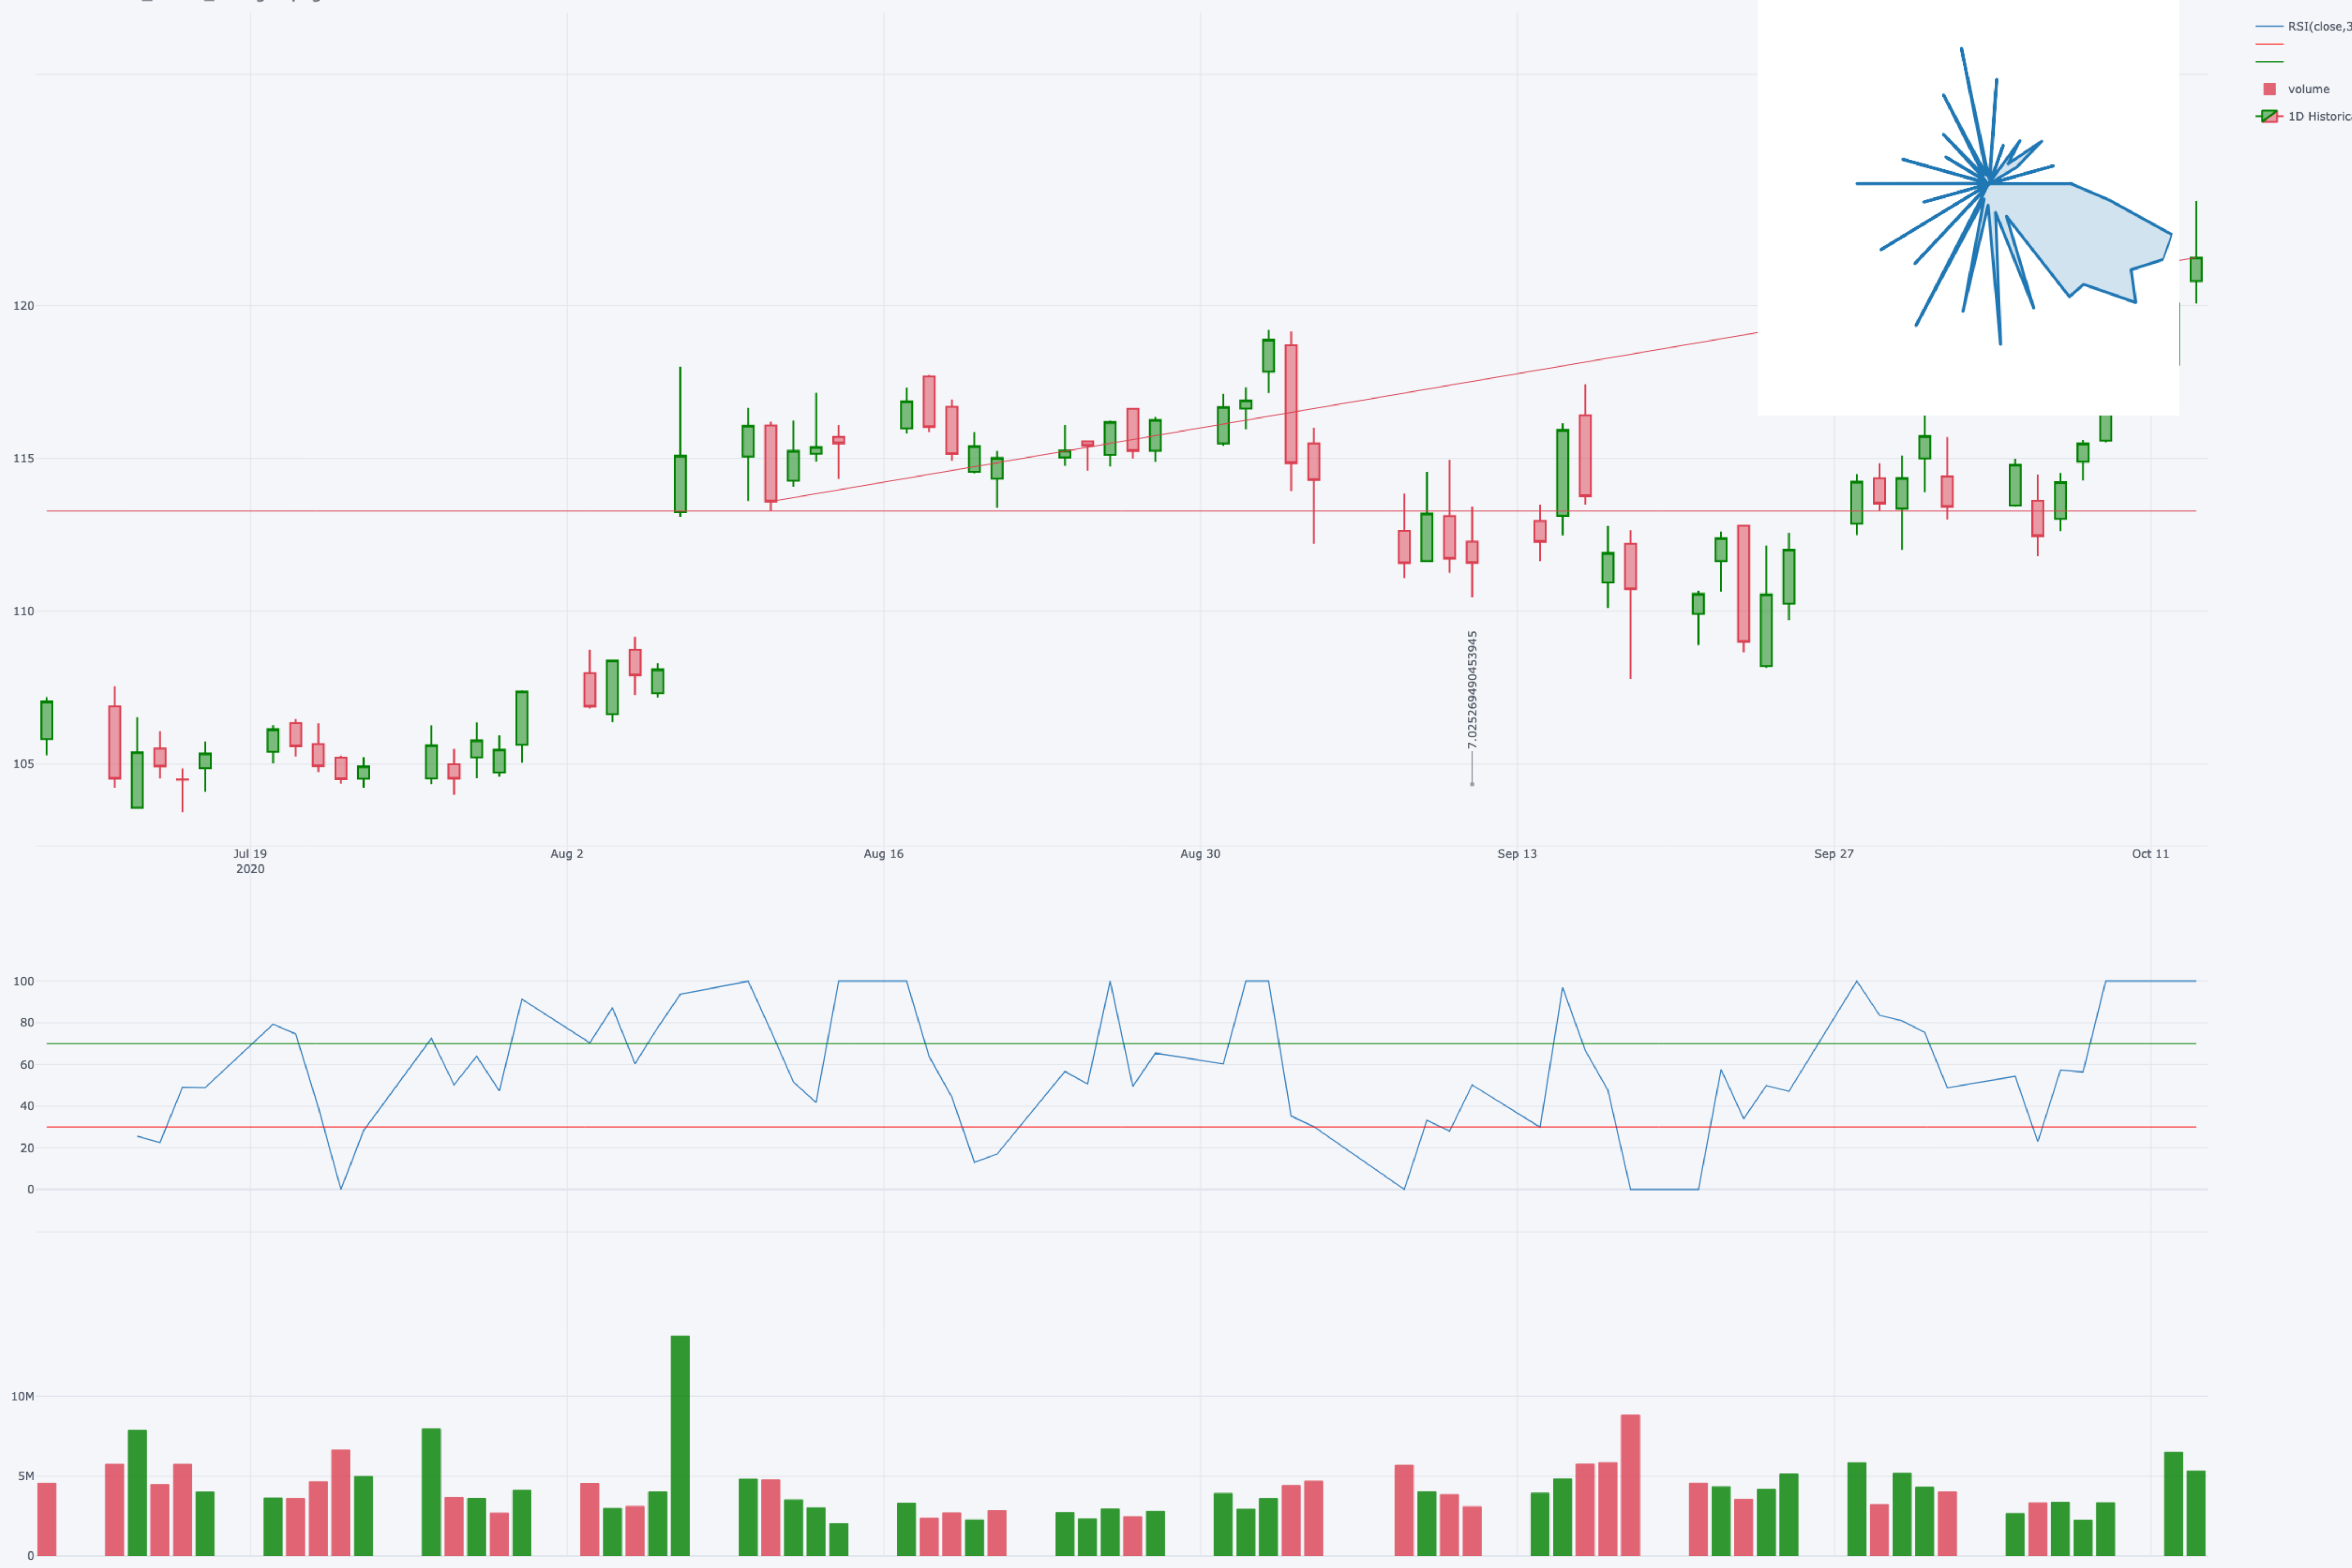 RSI(close,3
volume
1D Historic
120
115
110
105
7.025269490453945
Jul 19
2020
Aug 2
Aug 16
Aug 30
Sep 13
Sep 27
Oct 11
100
80
60
40
20
0
10M
5M
0